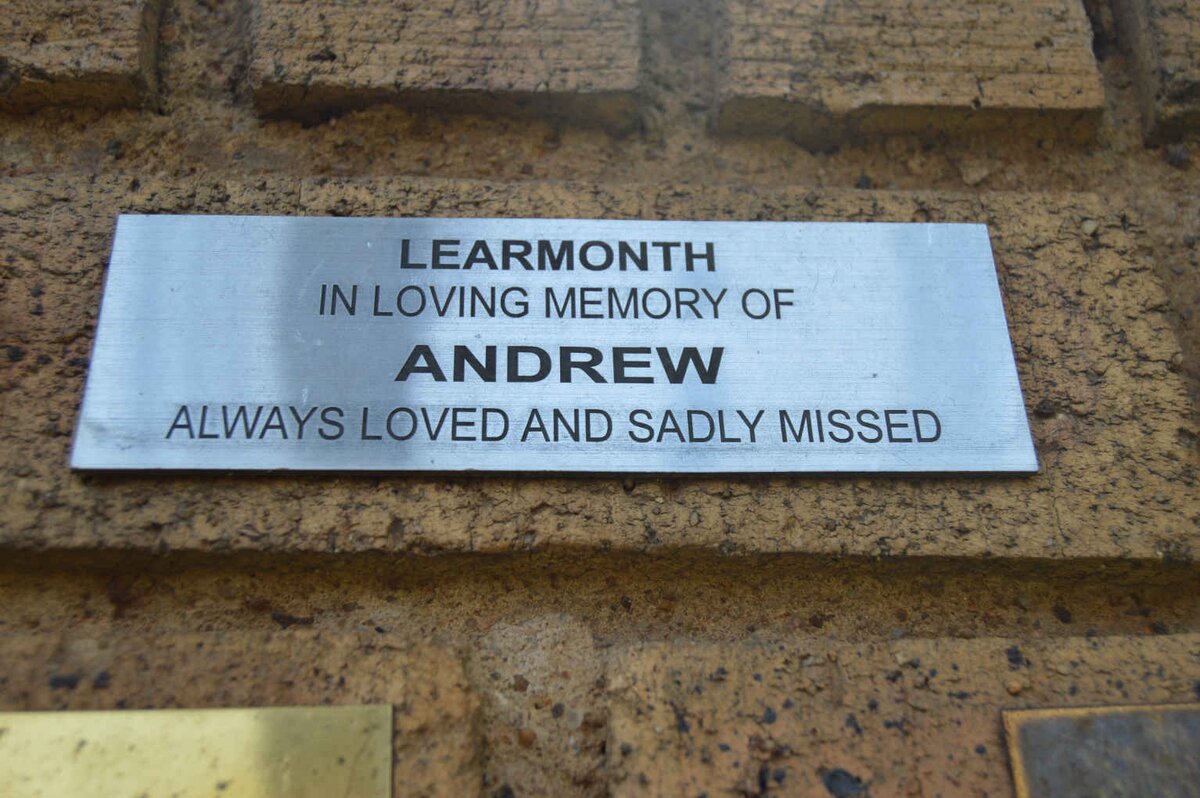 LEARMONTH
IN LOVING MEMORY OF
ANDREW
ALWAYS LOVED AND SADLY MISSED